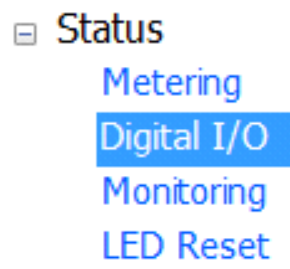 Status
Metering
Digital I/O
Monitoring
LED Reset